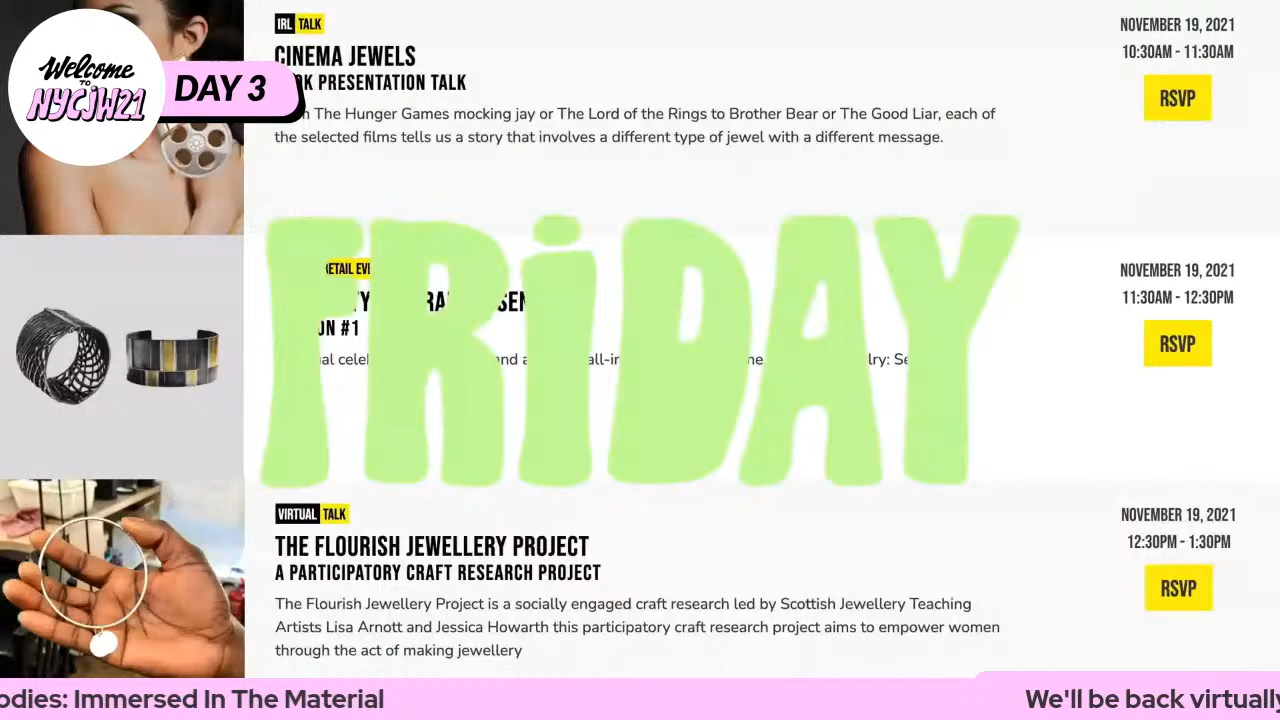 Welcome
TO
NYCJW21
DAY 3
IRL TALK
CINEMA JEWELS
PRESENTATION TALK
The Hunger Games mocking jay or The Lord of the Rings to Brother Bear or The Good Liar, each of
the selected films tells us a story that involves a different type of jewel with a different message.
NOVEMBER 19, 2021
10:30AM - 11:30AM
RSVP
FRiDAY
#1
NOVEMBER 19, 2021
11:30AM - 12:30PM
RSVP
VIRTUAL TALK
THE FLOURISH JEWELLERY PROJECT
A PARTICIPATORY CRAFT RESEARCH PROJECT
The Flourish Jewellery Project is a socially engaged craft research led by Scottish Jewellery Teaching
Artists Lisa Arnott and Jessica Howarth this participatory craft research project aims to empower women
through the act of making jewellery
NOVEMBER 19, 2021
12:30PM - 1:30PM
RSVP
odies: Immersed In The Material
We'll be back virtually